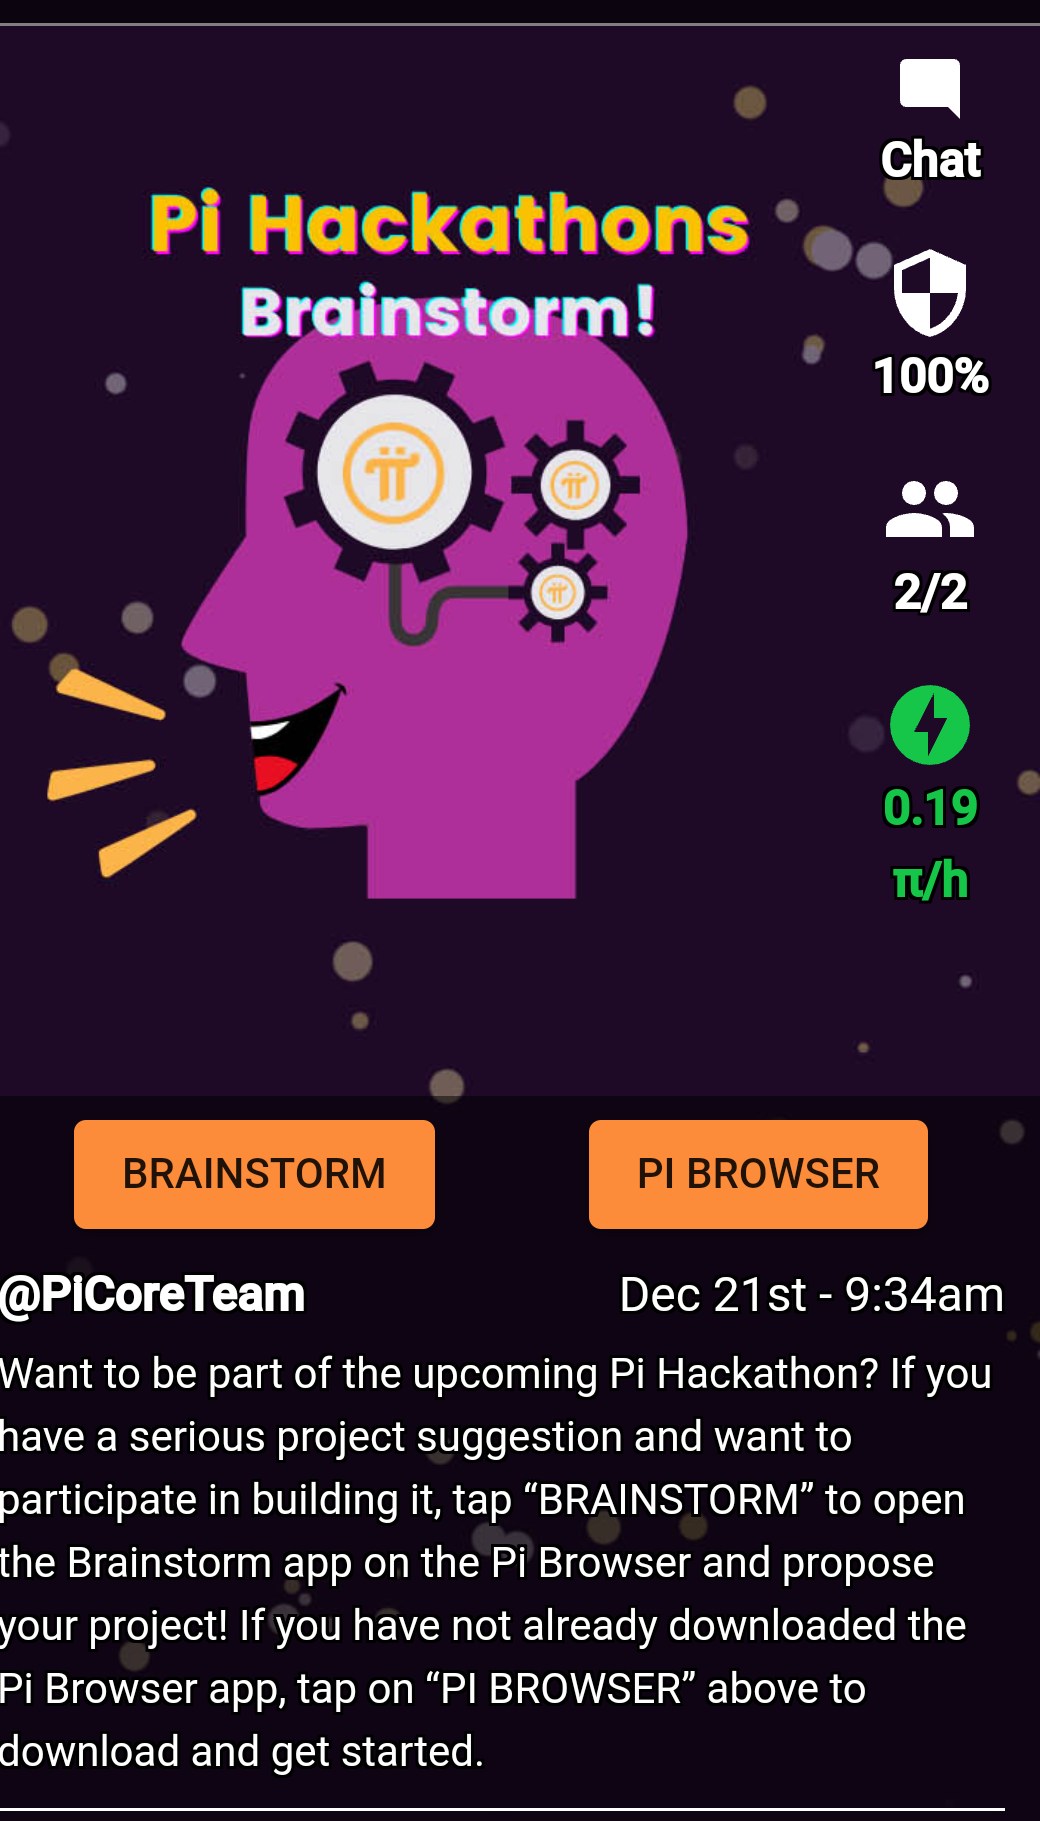 Chat
Pi Hackathons
Brainstorm!
100%
2/2
0.19
π/h
BRAINSTORM
PI BROWSER
@PiCoreTeam
Dec 21st - 9:34am
Want to be part of the upcoming Pi Hackathon? If you
have a serious project suggestion and want to
participate in building it, tap “BRAINSTORM” to open
the Brainstorm app on the Pi Browser and propose
your project! If you have not already downloaded the
Pi Browser app, tap on “PI BROWSER” above to
download and get started.